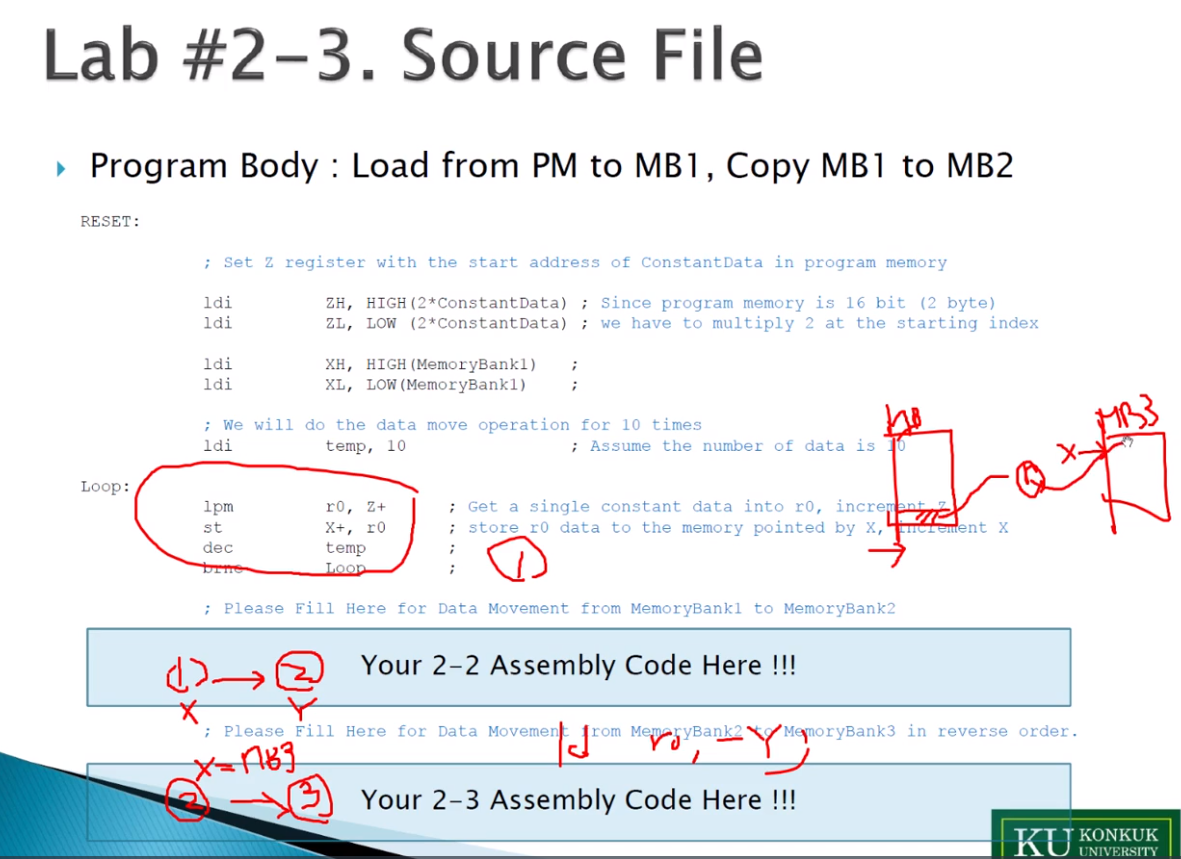 Lab #2-3. Source File
Program Body : Load from PM to MB1, Copy MB1 to MB2
RESET:
; Set Z register with the start address of ConstantData in program memory
ldi ZH, HIGH(2*ConstantData) ; Since program memory is 16 bit (2 byte)
ldi ZL, LOW (2*ConstantData) ; we have to multiply 2 at the starting index
ldi XH, HIGH(MemoryBank1) ;
ldi XL, LOW(MemoryBank1) ;
; We will do the data move operation for 10 times
ldi temp, 10 ; Assume the number of data is 10
MB3
X
Loop:
lpm r0, Z+ ; Get a single constant data into r0, increment Z
st X+, r0 ; store r0 data to the memory pointed by X, increment X
dec temp ;
brne Loop ;
1
; Please Fill Here for Data Movement from MemoryBank1 to MemoryBank2
1 → 2 Your 2-2 Assembly Code Here !!!
X Y
; Please Fill Here for Data Movement from MemoryBank2 to MemoryBank3 in reverse order.
ld r0, -Y;
X = MB3
2 → 3 Your 2-3 Assembly Code Here !!!
KU KONKUK
UNIVERSITY